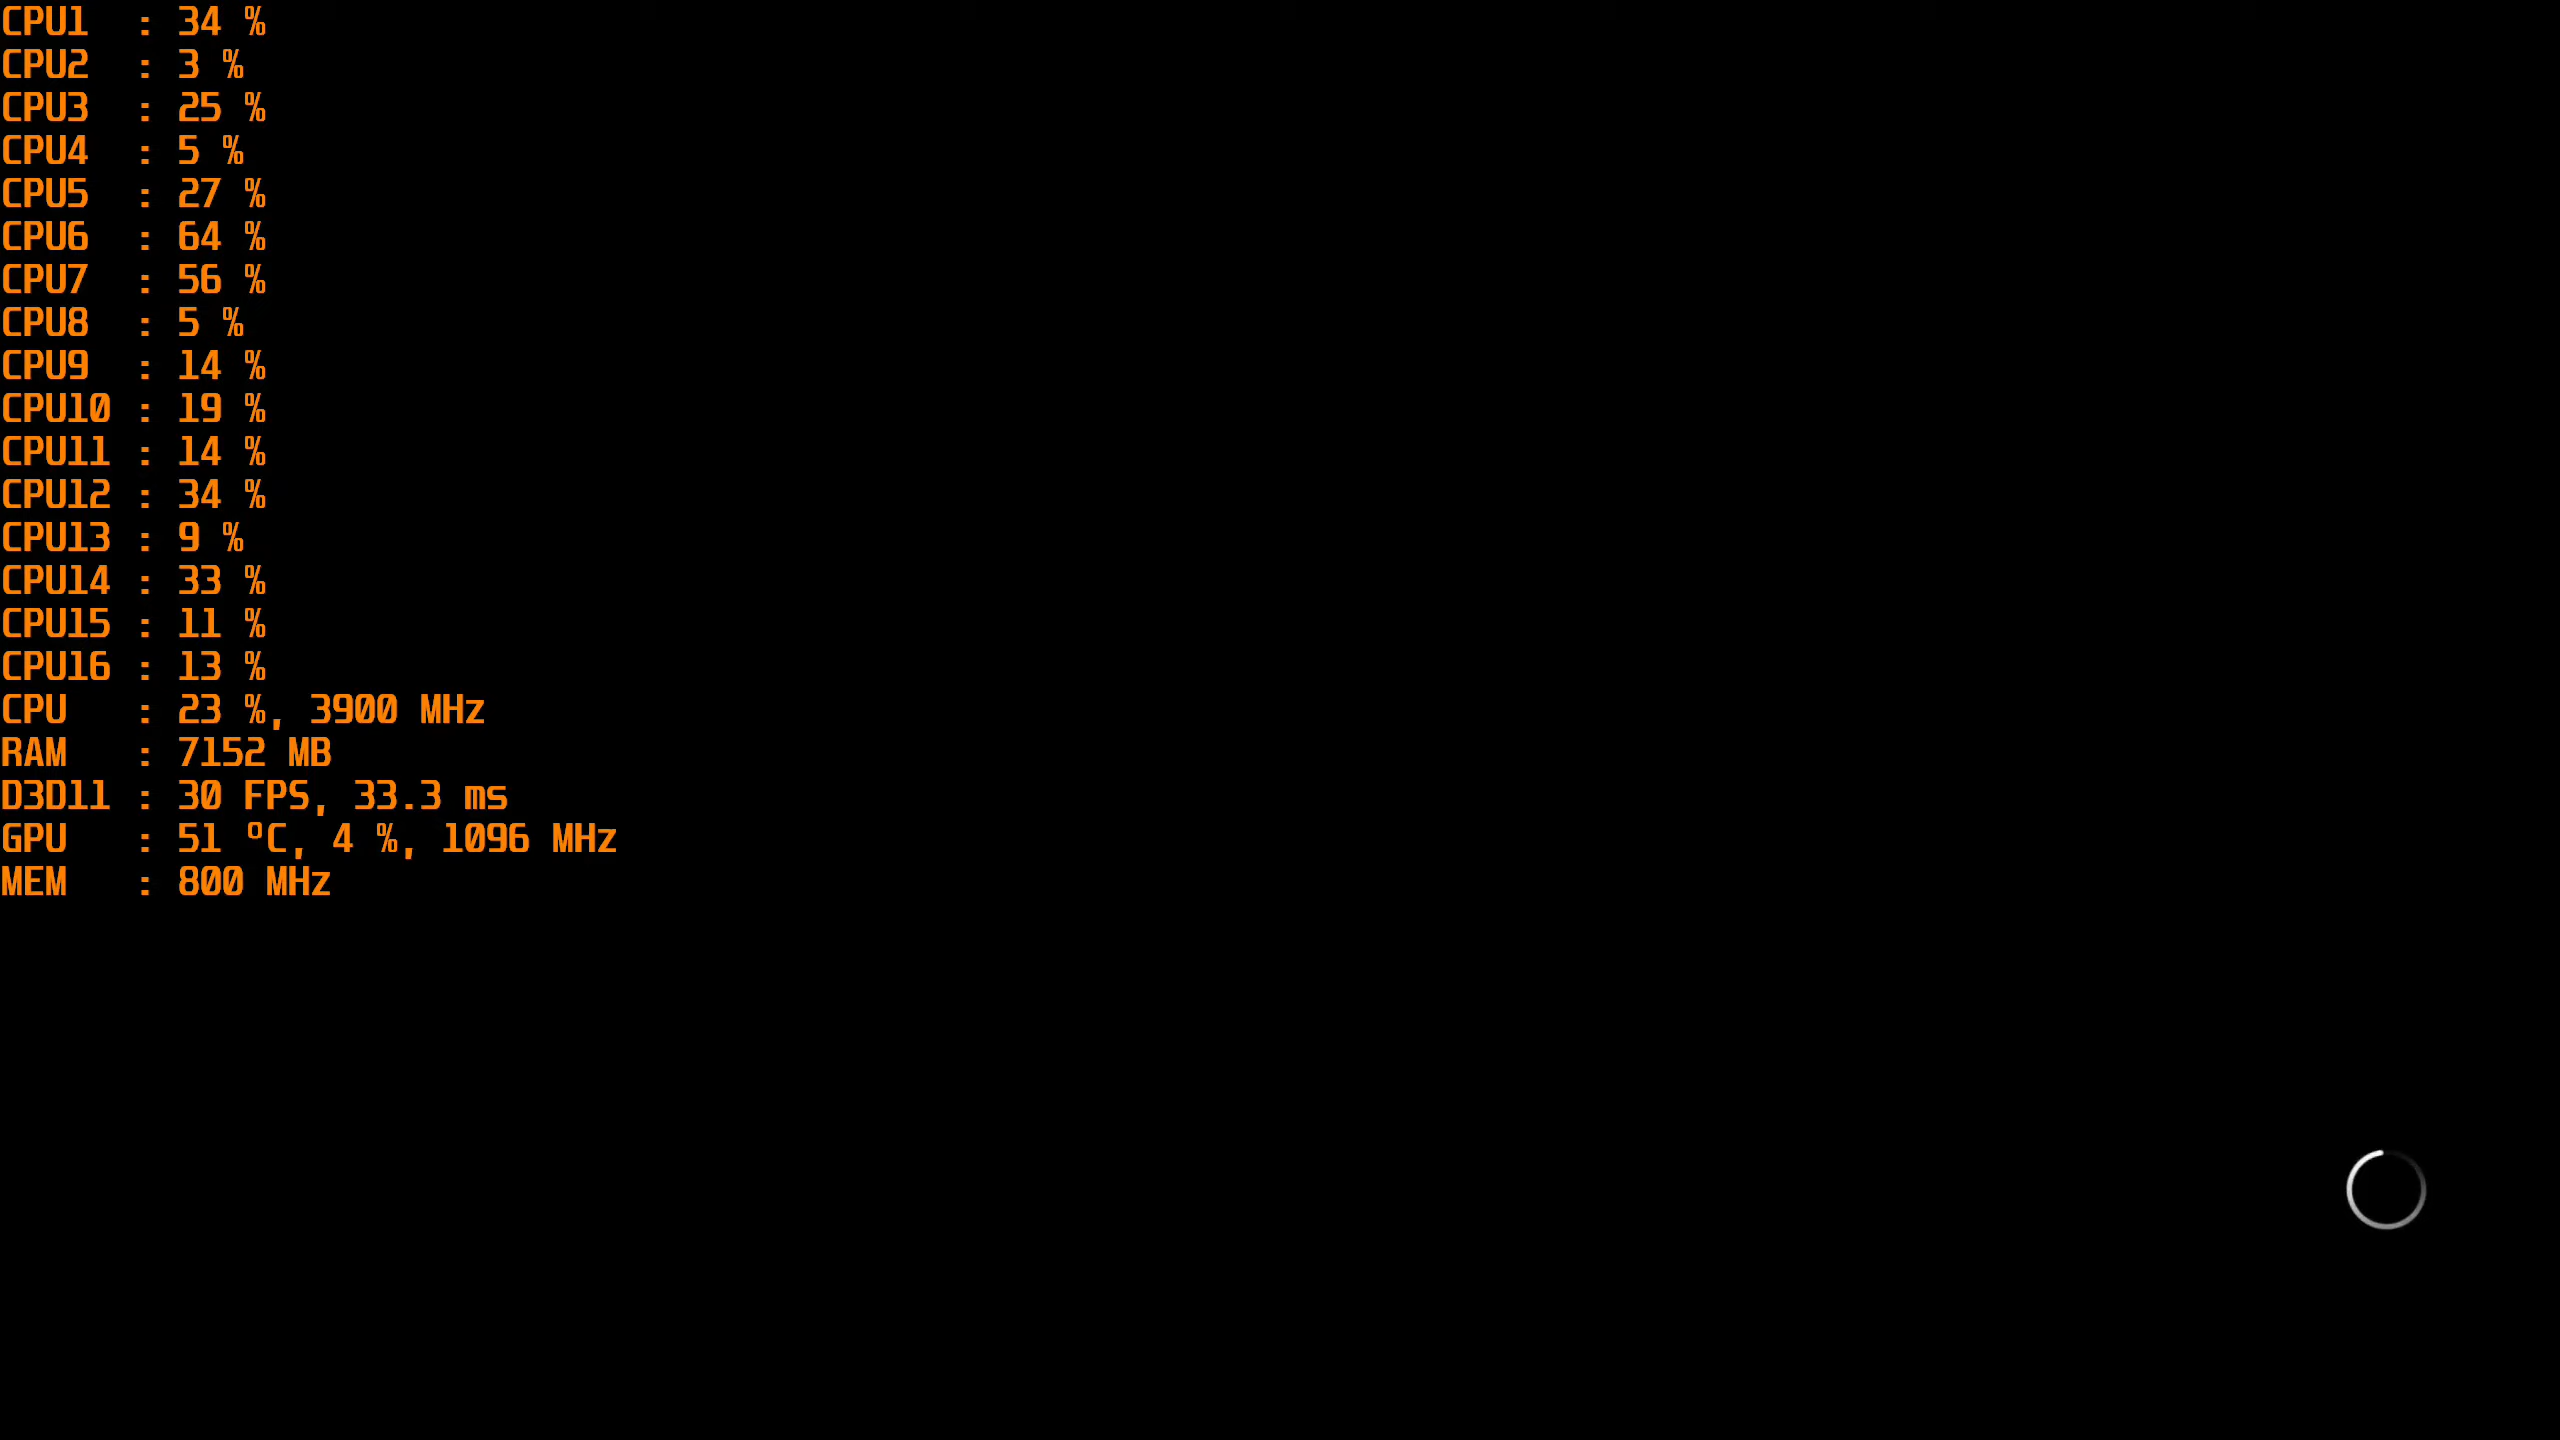 CPU1 : 34 %
CPU2 : 3 %
CPU3 : 25 %
CPU4 : 5 %
CPU5 : 27 %
CPU6 : 64 %
CPU7 : 56 %
CPU8 : 5 %
CPU9 : 14 %
CPU10 : 19 %
CPU11 : 14 %
CPU12 : 34 %
CPU13 : 9 %
CPU14 : 33 %
CPU15 : 11 %
CPU16 : 13 %
CPU : 23 %, 3900 MHz
RAM : 7152 MB
D3D11 : 30 FPS, 33.3 ms
GPU : 51 ºC, 4 %, 1096 MHz
MEM : 800 MHz